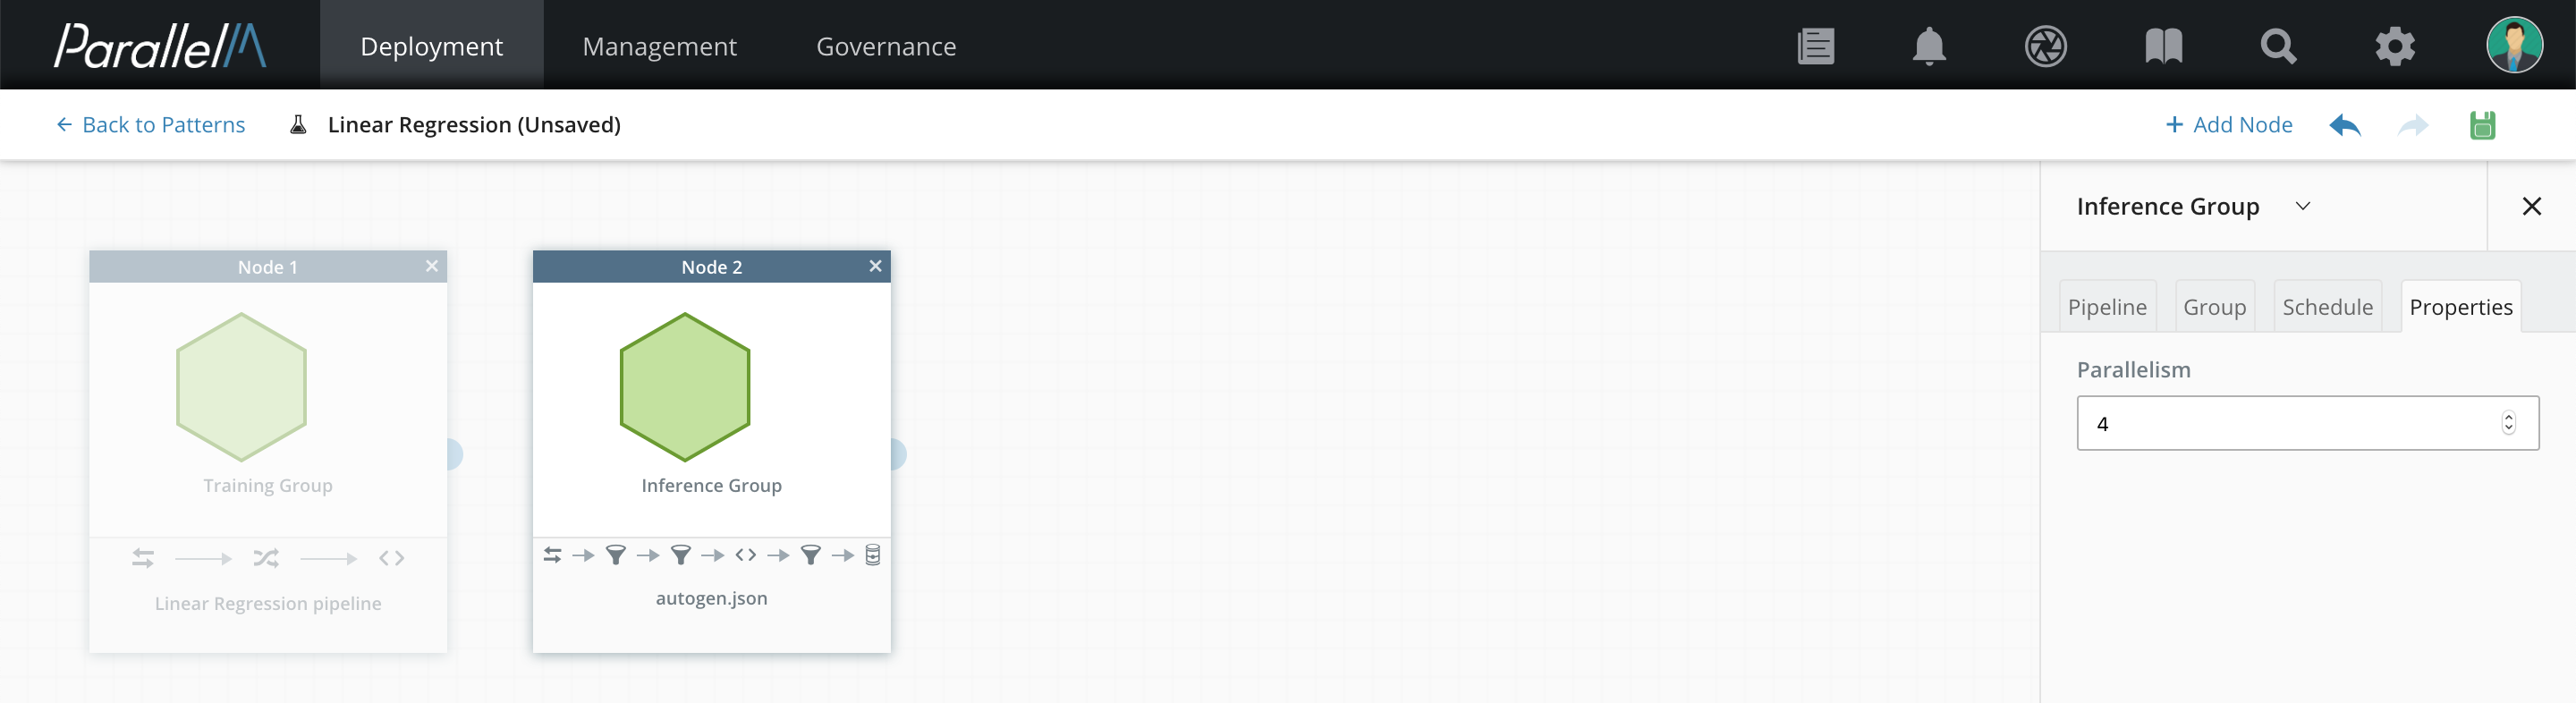 ParallelM
Deployment
Management
Governance
Back to Patterns
Linear Regression (Unsaved)
+ Add Node
Node 1
Training Group
Linear Regression pipeline
Node 2
Inference Group
autogen.json
Inference Group
Pipeline
Group
Schedule
Properties
Parallelism
4